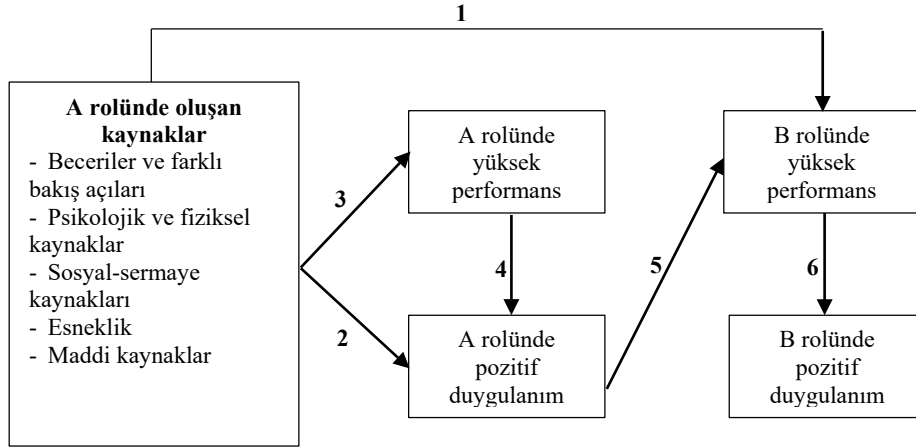 1
A rolünde oluşan
kaynaklar
- Beceriler ve farklı
bakış açıları
- Psikolojik ve fiziksel
kaynaklar
- Sosyal-sermaye
kaynakları
- Esneklik
- Maddi kaynaklar
3
2
A rolünde
yüksek
performans
4
A rolünde
pozitif
duygulanım
5
B rolünde
yüksek
performans
6
B rolünde
pozitif
duygulanım